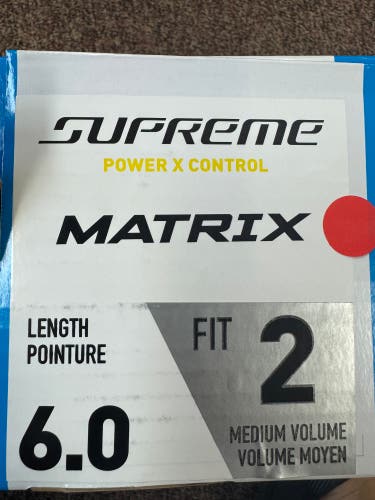 SUPREME
POWER X CONTROL
MATRIX
LENGTH
POINTURE
6.0
FIT 2
MEDIUM VOLUME
VOLUME MOYEN